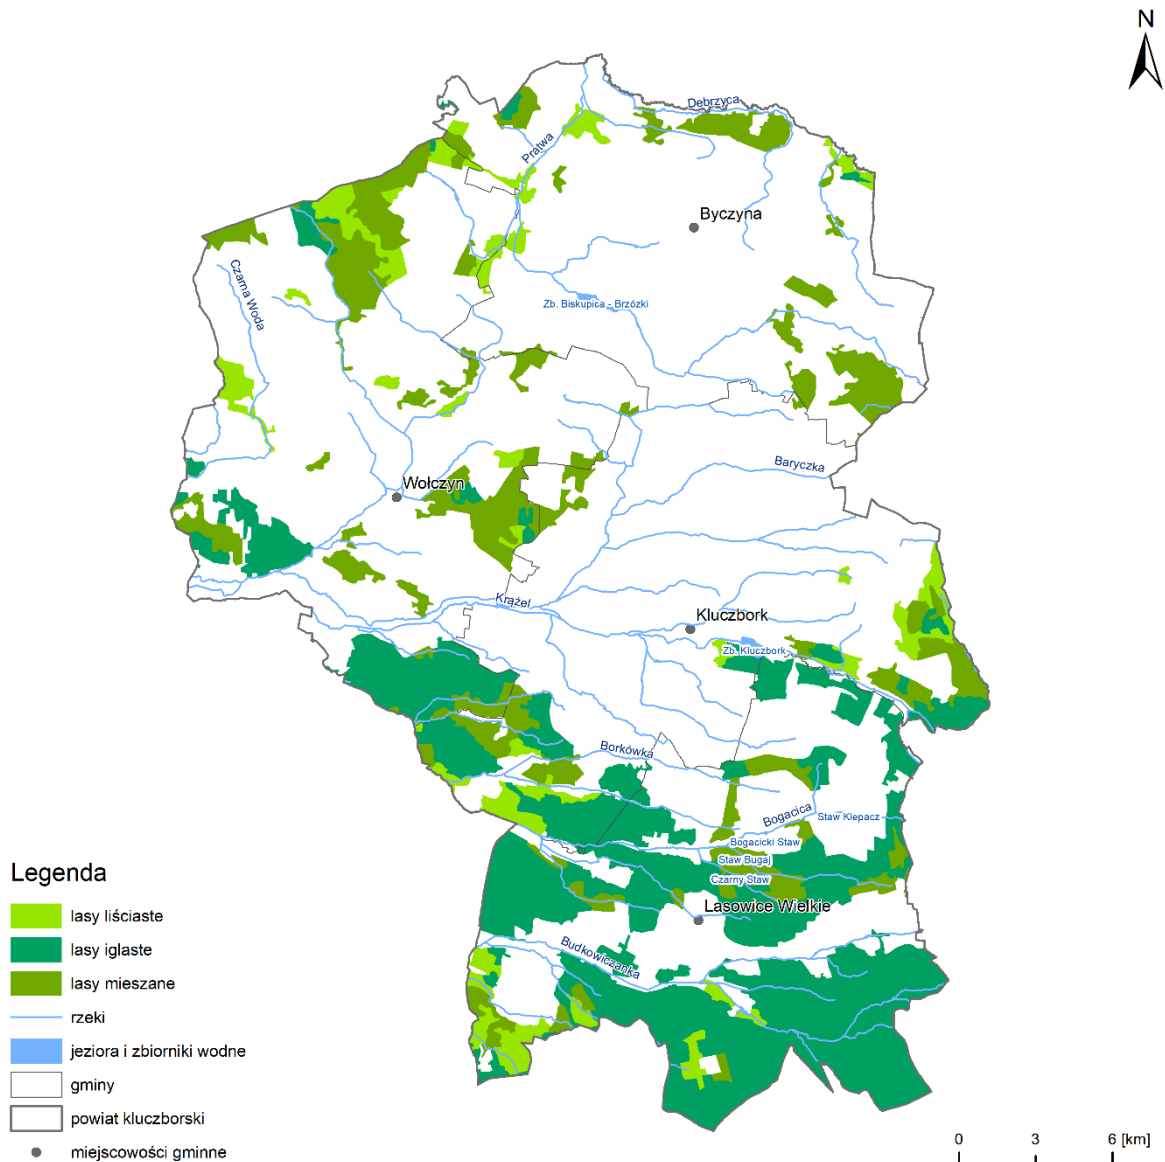 N
Debrzyca
Pratwa
Byczyna
Czarna Woda
Zb. Biskupica - Brzózki
Baryczka
Wołczyn
Krążel
Kluczbork
Zb. Kluczbork
Borkówka
Bogacica
Staw Klepacz
Bogacicki Staw
Staw Bugaj
Czarny Staw
Lasowice Wielkie
Budkowiczanka
Legenda
lasy liściaste
lasy iglaste
lasy mieszane
rzeki
jeziora i zbiorniki wodne
gminy
powiat kluczborski
miejscowości gminne
0 3 6 [km]